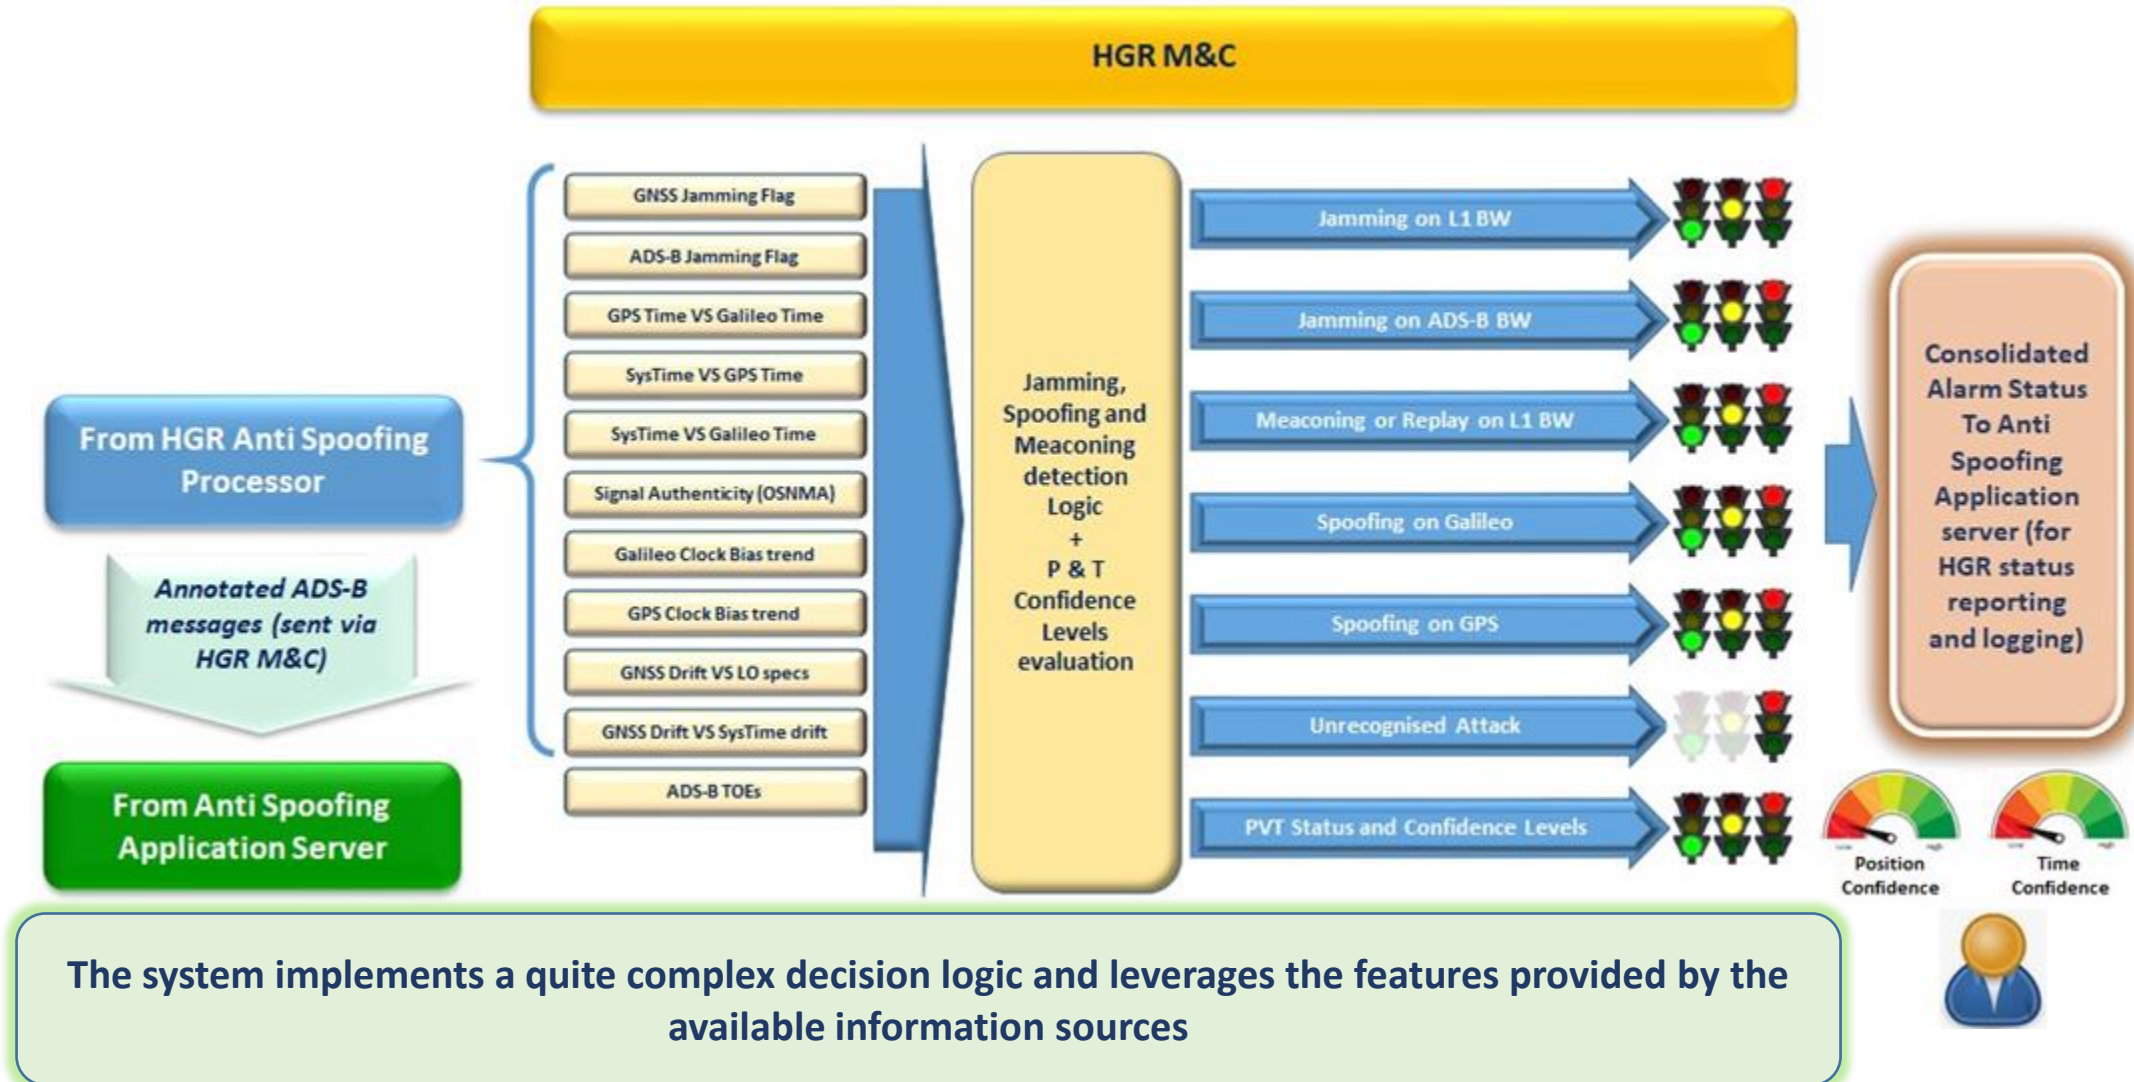 HGR M&C
From HGR Anti Spoofing
Processor
Annotated ADS-B
messages (sent via
HGR M&C)
From Anti Spoofing
Application Server
GNSS Jamming Flag
ADS-B Jamming Flag
GPS Time VS Galileo Time
SysTime VS GPS Time
SysTime VS Galileo Time
Signal Authenticity (OSNMA)
Galileo Clock Bias trend
GPS Clock Bias trend
GNSS Drift VS LO specs
GNSS Drift VS SysTime drift
ADS-B TOEs
Jamming,
Spoofing and
Meaconing
detection
Logic
+
P & T
Confidence
Levels
evaluation
Jamming on L1 BW
Jamming on ADS-B BW
Meaconing or Replay on L1 BW
Spoofing on Galileo
Spoofing on GPS
Unrecognised Attack
PVT Status and Confidence Levels
Consolidated
Alarm Status
To Anti
Spoofing
Application
server (for
HGR status
reporting
and logging)
Position
Confidence
Time
Confidence
The system implements a quite complex decision logic and leverages the features provided by the
available information sources